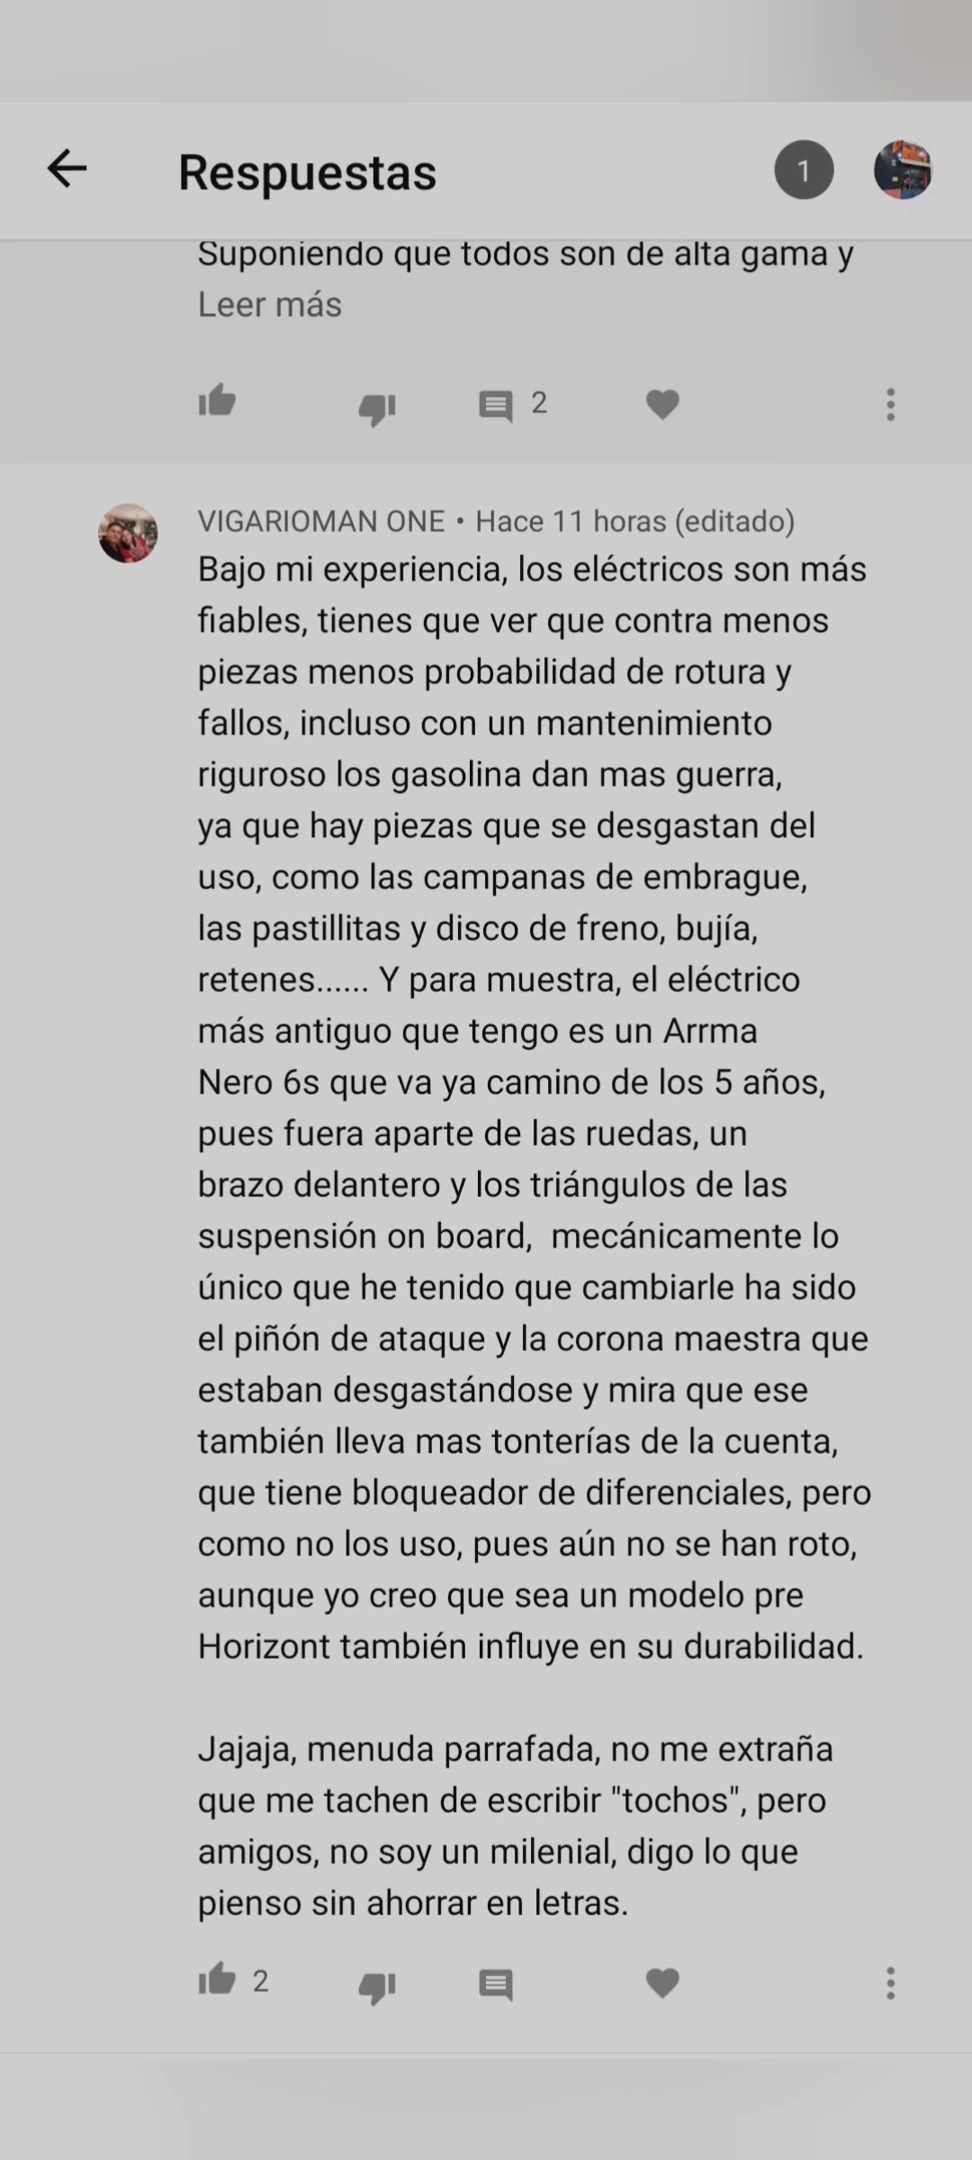 Respuestas
1
Suponiendo que todos son de alta gama y
Leer más
2
VIGARIOMAN ONE • Hace 11 horas (editado)
Bajo mi experiencia, los eléctricos son más
fiables, tienes que ver que contra menos
piezas menos probabilidad de rotura y
fallos, incluso con un mantenimiento
riguroso los gasolina dan mas guerra,
ya que hay piezas que se desgastan del
uso, como las campanas de embrague,
las pastillitas y disco de freno, bujía,
retenes...... Y para muestra, el eléctrico
más antiguo que tengo es un Arrma
Nero 6s que va ya camino de los 5 años,
pues fuera aparte de las ruedas, un
brazo delantero y los triángulos de las
suspensión on board,  mecánicamente lo
único que he tenido que cambiarle ha sido
el piñón de ataque y la corona maestra que
estaban desgastándose y mira que ese
también lleva mas tonterías de la cuenta,
que tiene bloqueador de diferenciales, pero
como no los uso, pues aún no se han roto,
aunque yo creo que sea un modelo pre
Horizont también influye en su durabilidad.
Jajaja, menuda parrafada, no me extraña
que me tachen de escribir "tochos", pero
amigos, no soy un milenial, digo lo que
pienso sin ahorrar en letras.
2